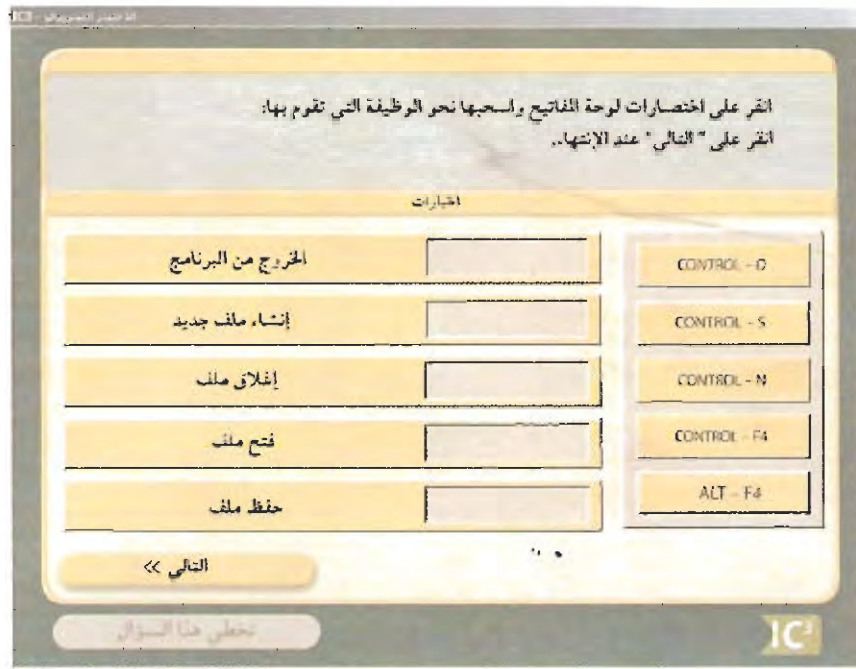 انقر على اختصارات لوحة المفاتيح واسحبها نحو الوظيفة التي تقوم بها:
انقر على "التالي" عند الإنتهاء..
اختيارات
الخروج من البرنامج
CONTROL - O
إنشاء ملف جديد
CONTROL - S
إغلاق ملف
CONTROL - N
فتح ملف
CONTROL - F4
حفظ ملف
ALT - F4
التالي >>
تخطي هذا السؤال
IC³